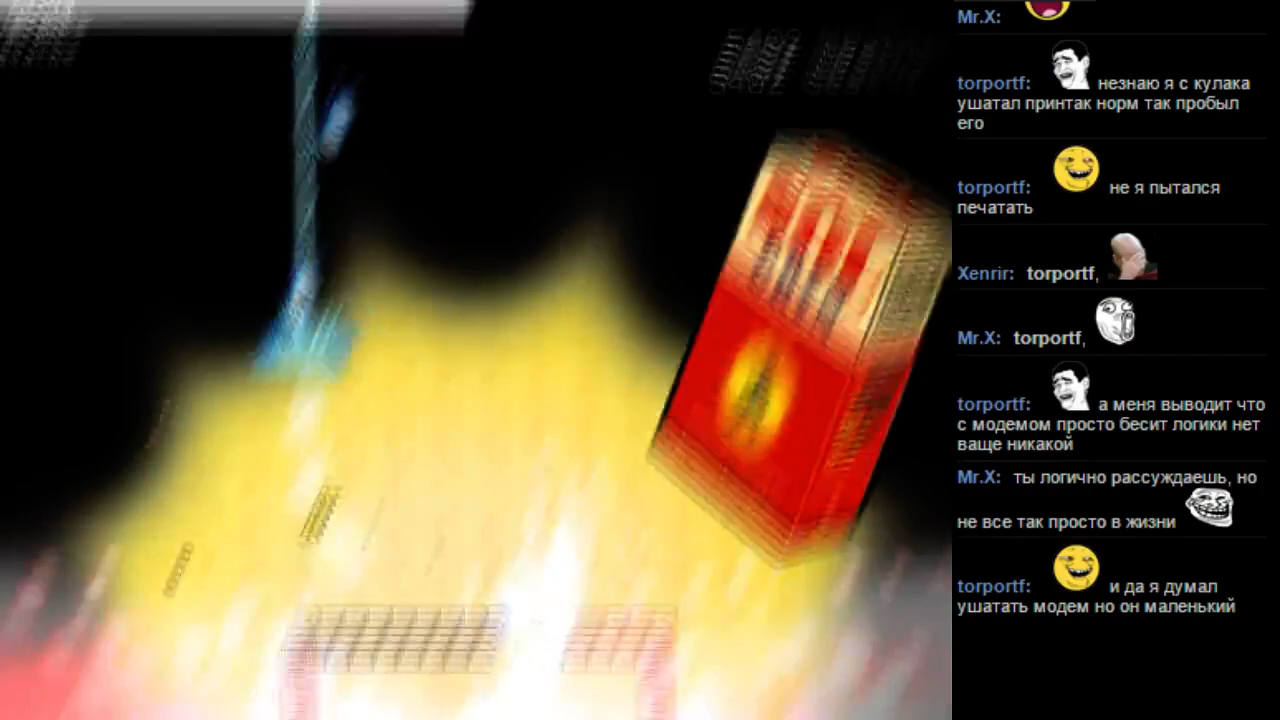 Mr.X:
torportf: незнаю я с кулака
ушатал принтак норм так пробыл
его
torportf: не я пытался
печатать
Xenrir: torportf,
Mr.X: torportf,
torportf: а меня выводит что
с модемом просто бесит логики нет
ваще никакой
Mr.X: ты логично рассуждаешь, но
не все так просто в жизни
torportf: и да я думал
ушатать модем но он маленький